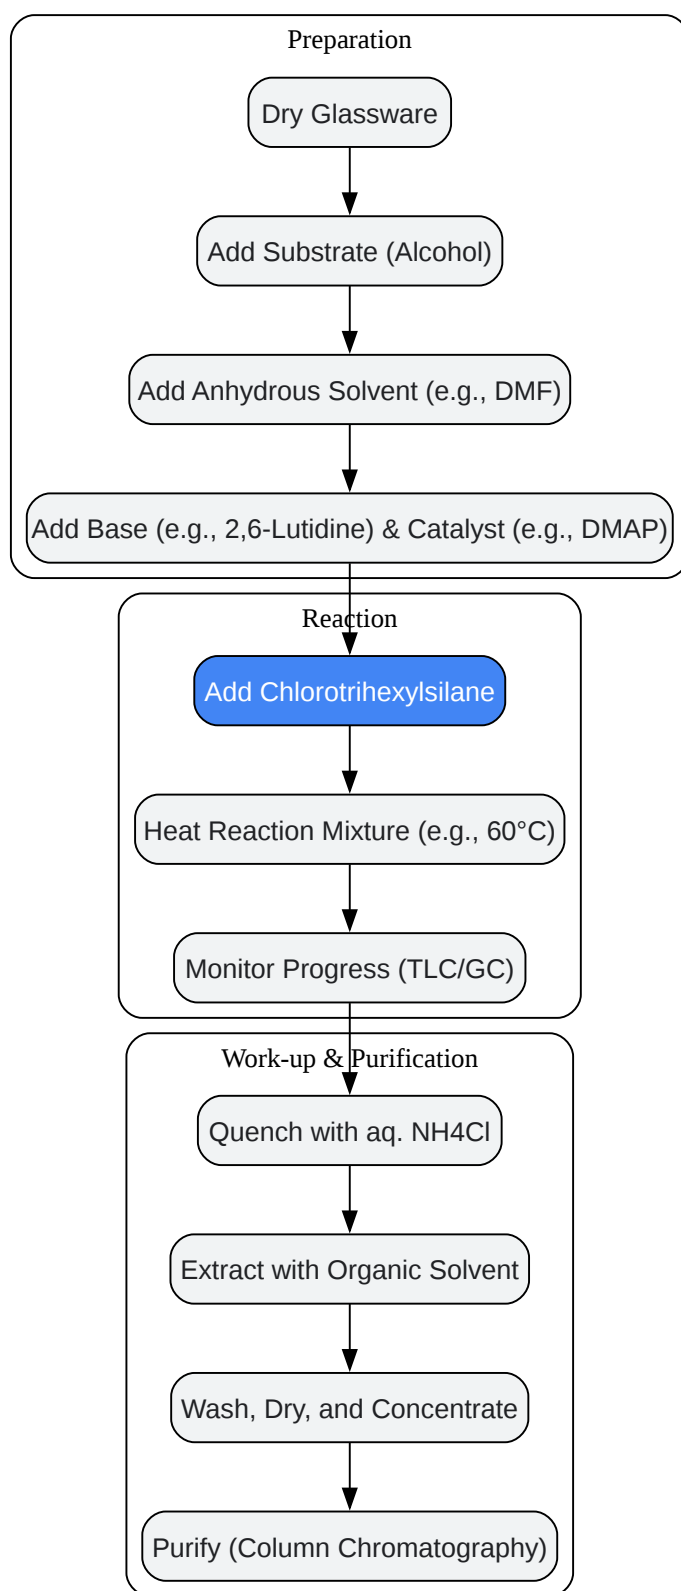 Preparation
Dry Glassware
Add Substrate (Alcohol)
Add Anhydrous Solvent (e.g., DMF)
Add Base (e.g., 2,6-Lutidine) & Catalyst (e.g., DMAP)
Reaction
Add Chlorotrihexylsilane
Heat Reaction Mixture (e.g., 60°C)
Monitor Progress (TLC/GC)
Work-up & Purification
Quench with aq. NH4Cl
Extract with Organic Solvent
Wash, Dry, and Concentrate
Purify (Column Chromatography)